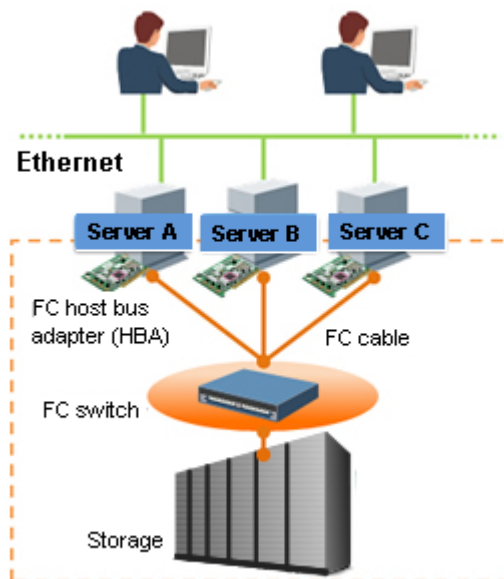 Ethernet
Server A
Server B
Server C
FC host bus
adapter (HBA)
FC cable
FC switch
Storage